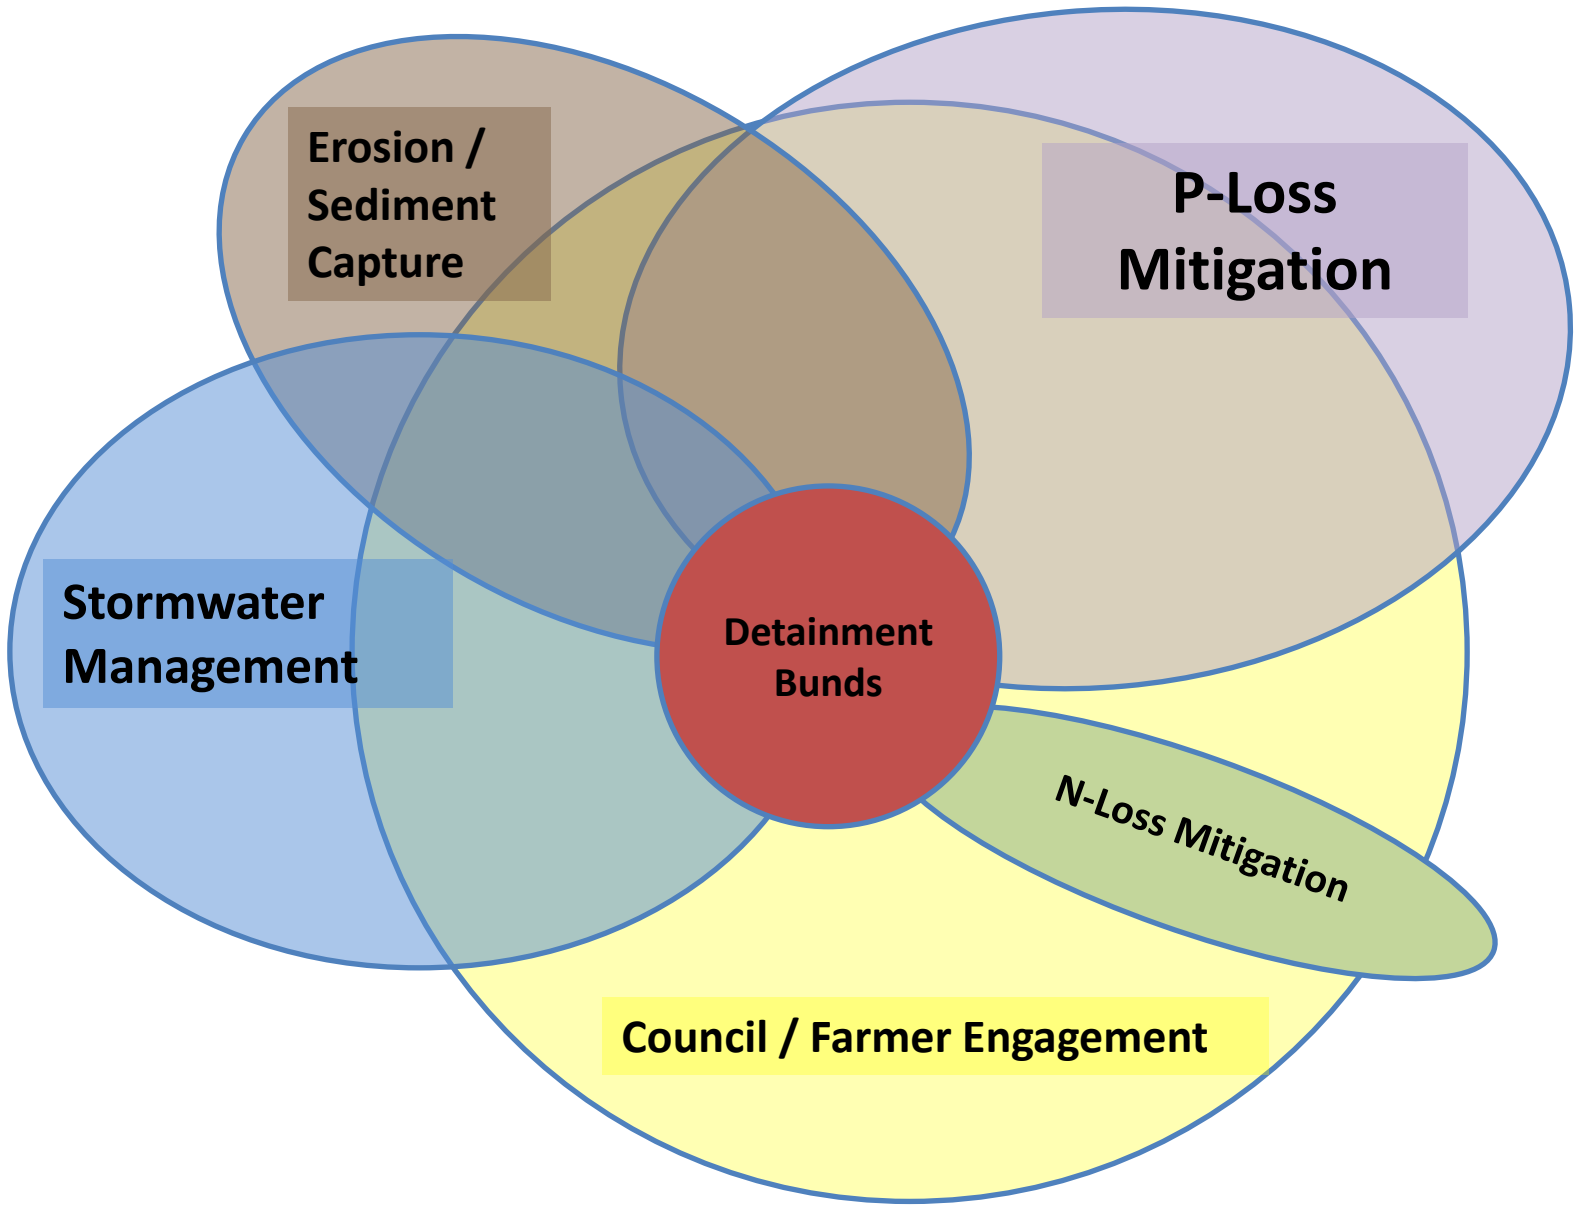 Erosion /
Sediment
Capture
P-Loss
Mitigation
Stormwater
Management
Detainment
Bunds
N-Loss Mitigation
Council / Farmer Engagement